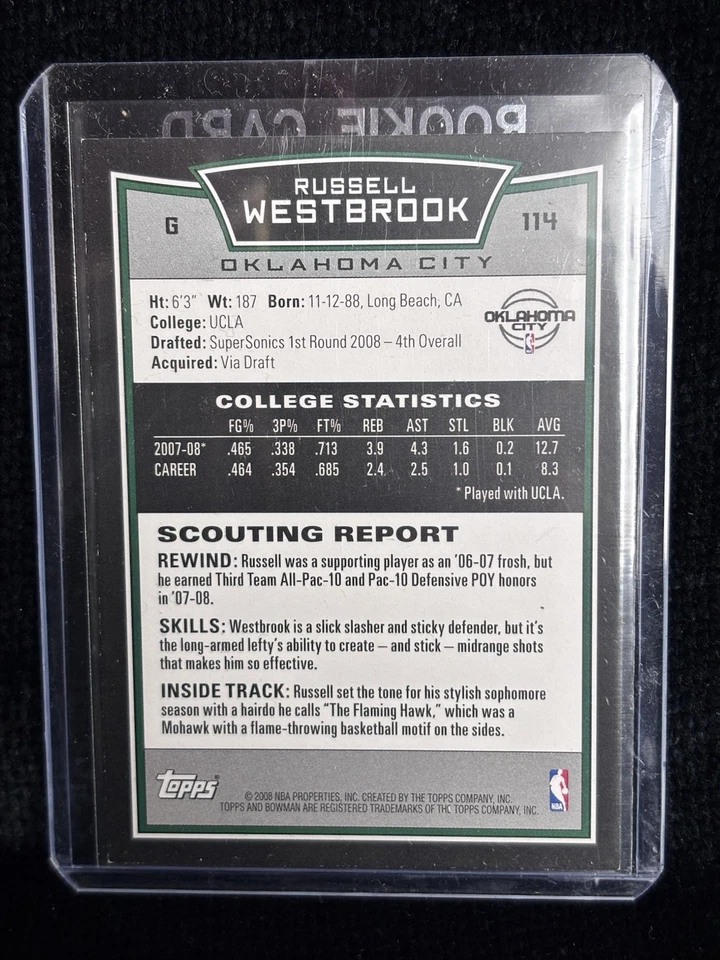 ROOKIE CARD
RUSSELL
WESTBROOK
G
114
OKLAHOMA CITY
Ht: 6'3" Wt: 187 Born: 11-12-88, Long Beach, CA
College: UCLA
Drafted: SuperSonics 1st Round 2008 – 4th Overall
Acquired: Via Draft
OKLAHOMA
CITY
NBA
COLLEGE STATISTICS
FG% 3P% FT% REB AST STL BLK AVG
2007-08* .465 .338 .713 3.9 4.3 1.6 0.2 12.7
CAREER .464 .354 .685 2.4 2.5 1.0 0.1 8.3
* Played with UCLA.
SCOUTING REPORT
REWIND: Russell was a supporting player as an '06-07 frosh, but
he earned Third Team All-Pac-10 and Pac-10 Defensive POY honors
in '07-08.
SKILLS: Westbrook is a slick slasher and sticky defender, but it's
the long-armed lefty's ability to create – and stick – midrange shots
that makes him so effective.
INSIDE TRACK: Russell set the tone for his stylish sophomore
season with a hairdo he calls "The Flaming Hawk," which was a
Mohawk with a flame-throwing basketball motif on the sides.
Topps®
© 2008 NBA PROPERTIES, INC. CREATED BY THE TOPPS COMPANY, INC.
TOPPS AND BOWMAN ARE REGISTERED TRADEMARKS OF THE TOPPS COMPANY, INC.
NBA